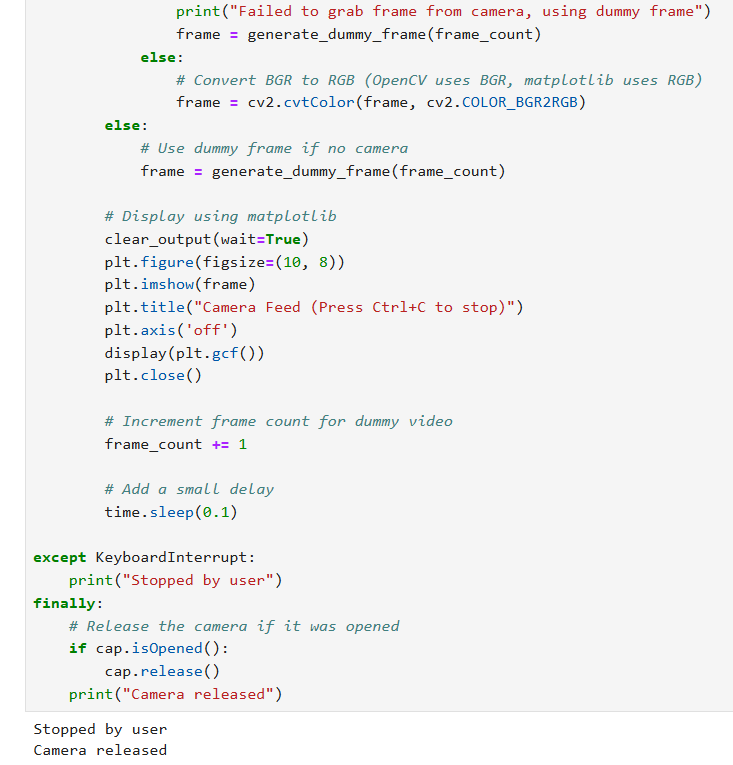 print("Failed to grab frame from camera, using dummy frame")
                frame = generate_dummy_frame(frame_count)
            else:
                # Convert BGR to RGB (OpenCV uses BGR, matplotlib uses RGB)
                frame = cv2.cvtColor(frame, cv2.COLOR_BGR2RGB)
        else:
            # Use dummy frame if no camera
            frame = generate_dummy_frame(frame_count)

        # Display using matplotlib
        clear_output(wait=True)
        plt.figure(figsize=(10, 8))
        plt.imshow(frame)
        plt.title("Camera Feed (Press Ctrl+C to stop)")
        plt.axis('off')
        display(plt.gcf())
        plt.close()

        # Increment frame count for dummy video
        frame_count += 1

        # Add a small delay
        time.sleep(0.1)

except KeyboardInterrupt:
    print("Stopped by user")
finally:
    # Release the camera if it was opened
    if cap.isOpened():
        cap.release()
    print("Camera released")
Stopped by user
Camera released